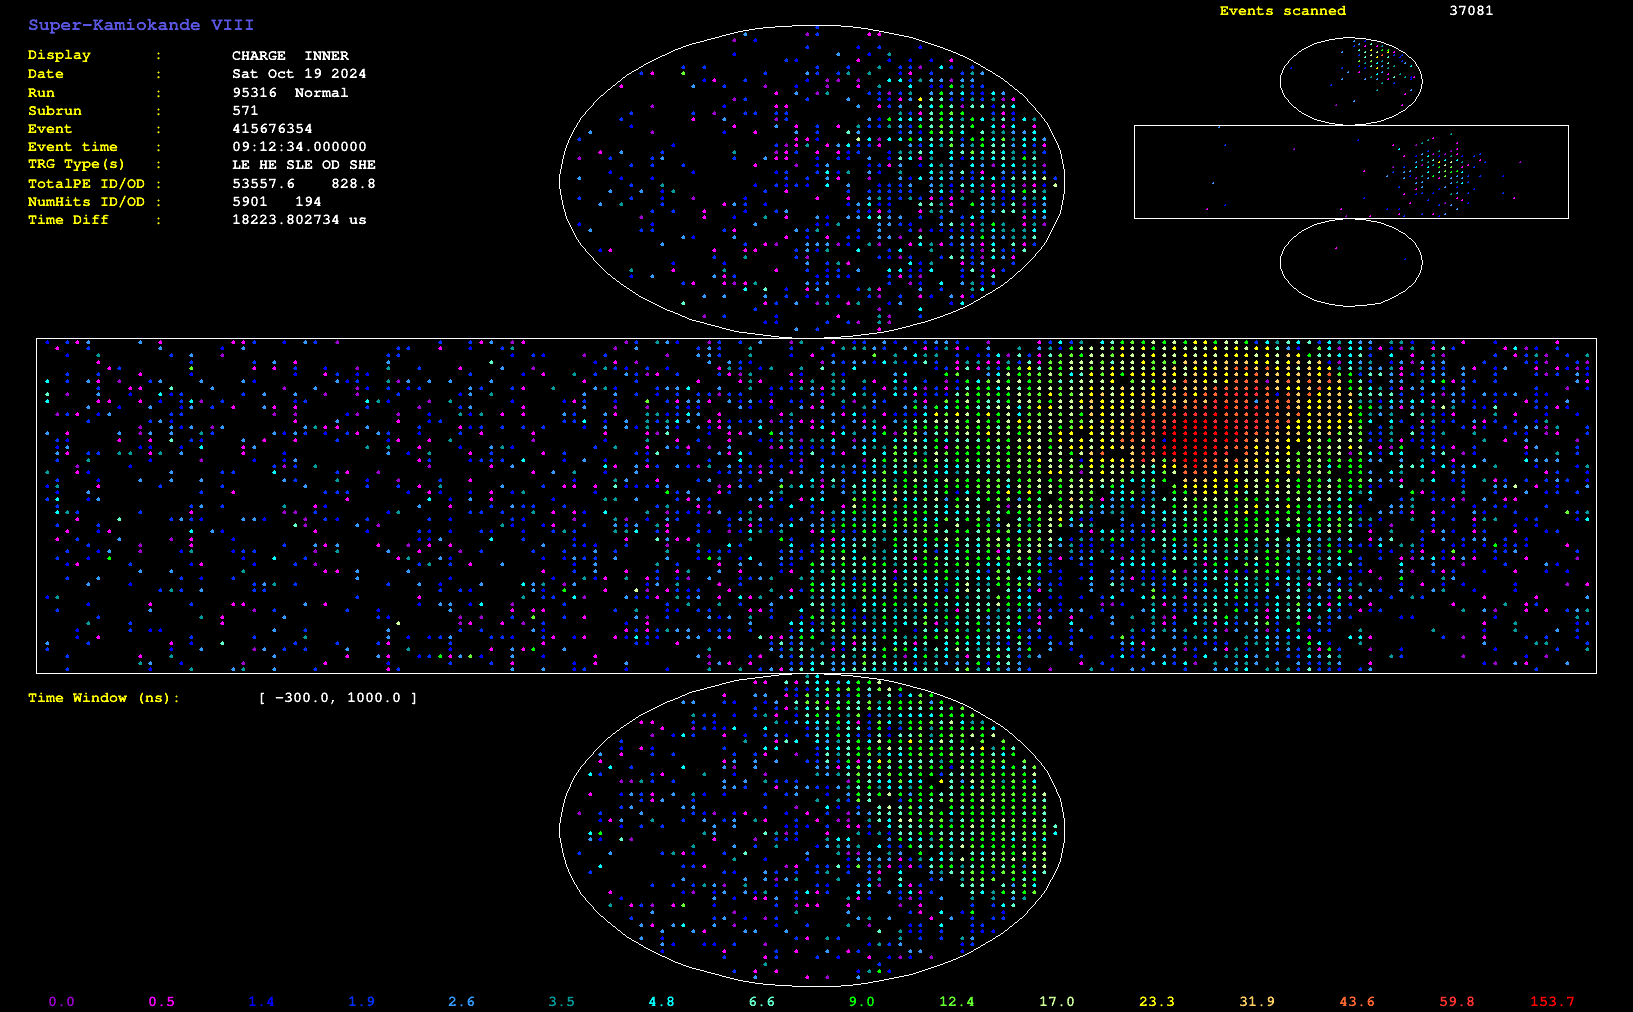 Super-Kamiokande VIII
Events scanned 37081
Display : CHARGE INNER
Date : Sat Oct 19 2024
Run : 95316 Normal
Subrun : 571
Event : 415676354
Event time : 09:12:34.000000
TRG Type(s) : LE HE SLE OD SHE
TotalPE ID/OD : 53557.6 828.8
NumHits ID/OD : 5901 194
Time Diff : 18223.802734 us
Time Window (ns): [ -300.0, 1000.0 ]
0.0 0.5 1.4 1.9 2.6 3.5 4.8 6.6 9.0 12.4 17.0 23.3 31.9 43.6 59.8 153.7